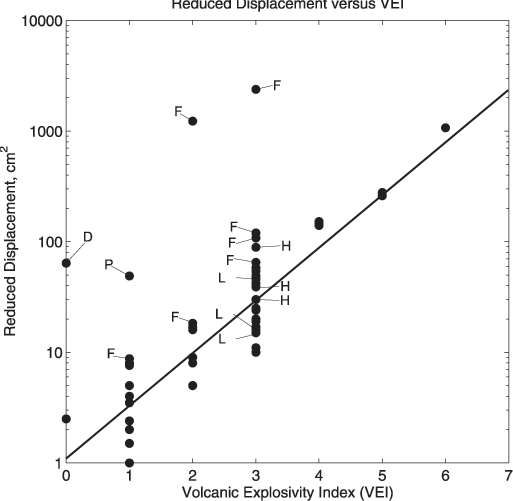 Reduced Displacement versus VEI
10000
1000
100
10
1
Reduced Displacement, cm2
F
F
D
P
F
F
H
F
L
H
F
H
L
F
L
0 1 2 3 4 5 6 7
Volcanic Explosivity Index (VEI)